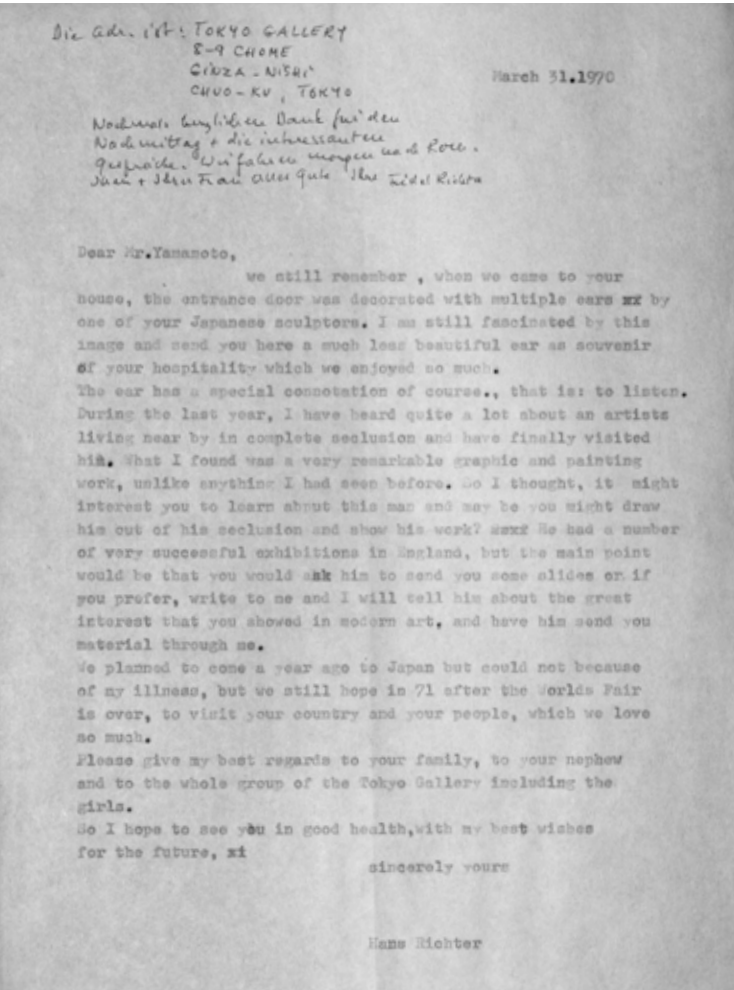 Die Adr. ist: TOKYO GALLERY
8-9 CHOME
GINZA-NISHI
CHUO-KU, TOKYO
March 31.1970
Nochmals herzlichen Dank für den
Nachmittag + die interessanten
Gespräche. Wir fahren morgen nach Rom.
Ihnen + Ihrer Frau alles Gute Ihre Richter
Dear Mr.Yamamoto,
we still remember , when we came to your
house, the entrance door was decorated with multiple ears xx by
one of your Japanese sculptors. I am still fascinated by this
image and send you here a much less beautiful ear as souvenir
of your hospitality which we enjoyed so much.
The ear has a special connotation of course., that is: to listen.
During the last year, I have heard quite a lot about an artists
living near by in complete seclusion and have finally visited
him. What I found was a very remarkable graphic and painting
work, unlike anything I had seen before. So I thought, it might
interest you to learn about this man and may be you might draw
him out of his seclusion and show his work? xxxx He had a number
of very successful exhibitions in England, but the main point
would be that you would ask him to send you some slides or if
you prefer, write to me and I will tell him about the great
interest that you showed in modern art, and have him send you
material through me.
We planned to come a year ago to Japan but could not because
of my illness, but we still hope in 71 after the Worlds Fair
is over, to visit your country and your people, which we love
so much.
Please give my best regards to your family, to your nephew
and to the whole group of the Tokyo Gallery including the
girls.
So I hope to see you in good health,with my best wishes
for the future, xi
sincerely yours
Hans Richter